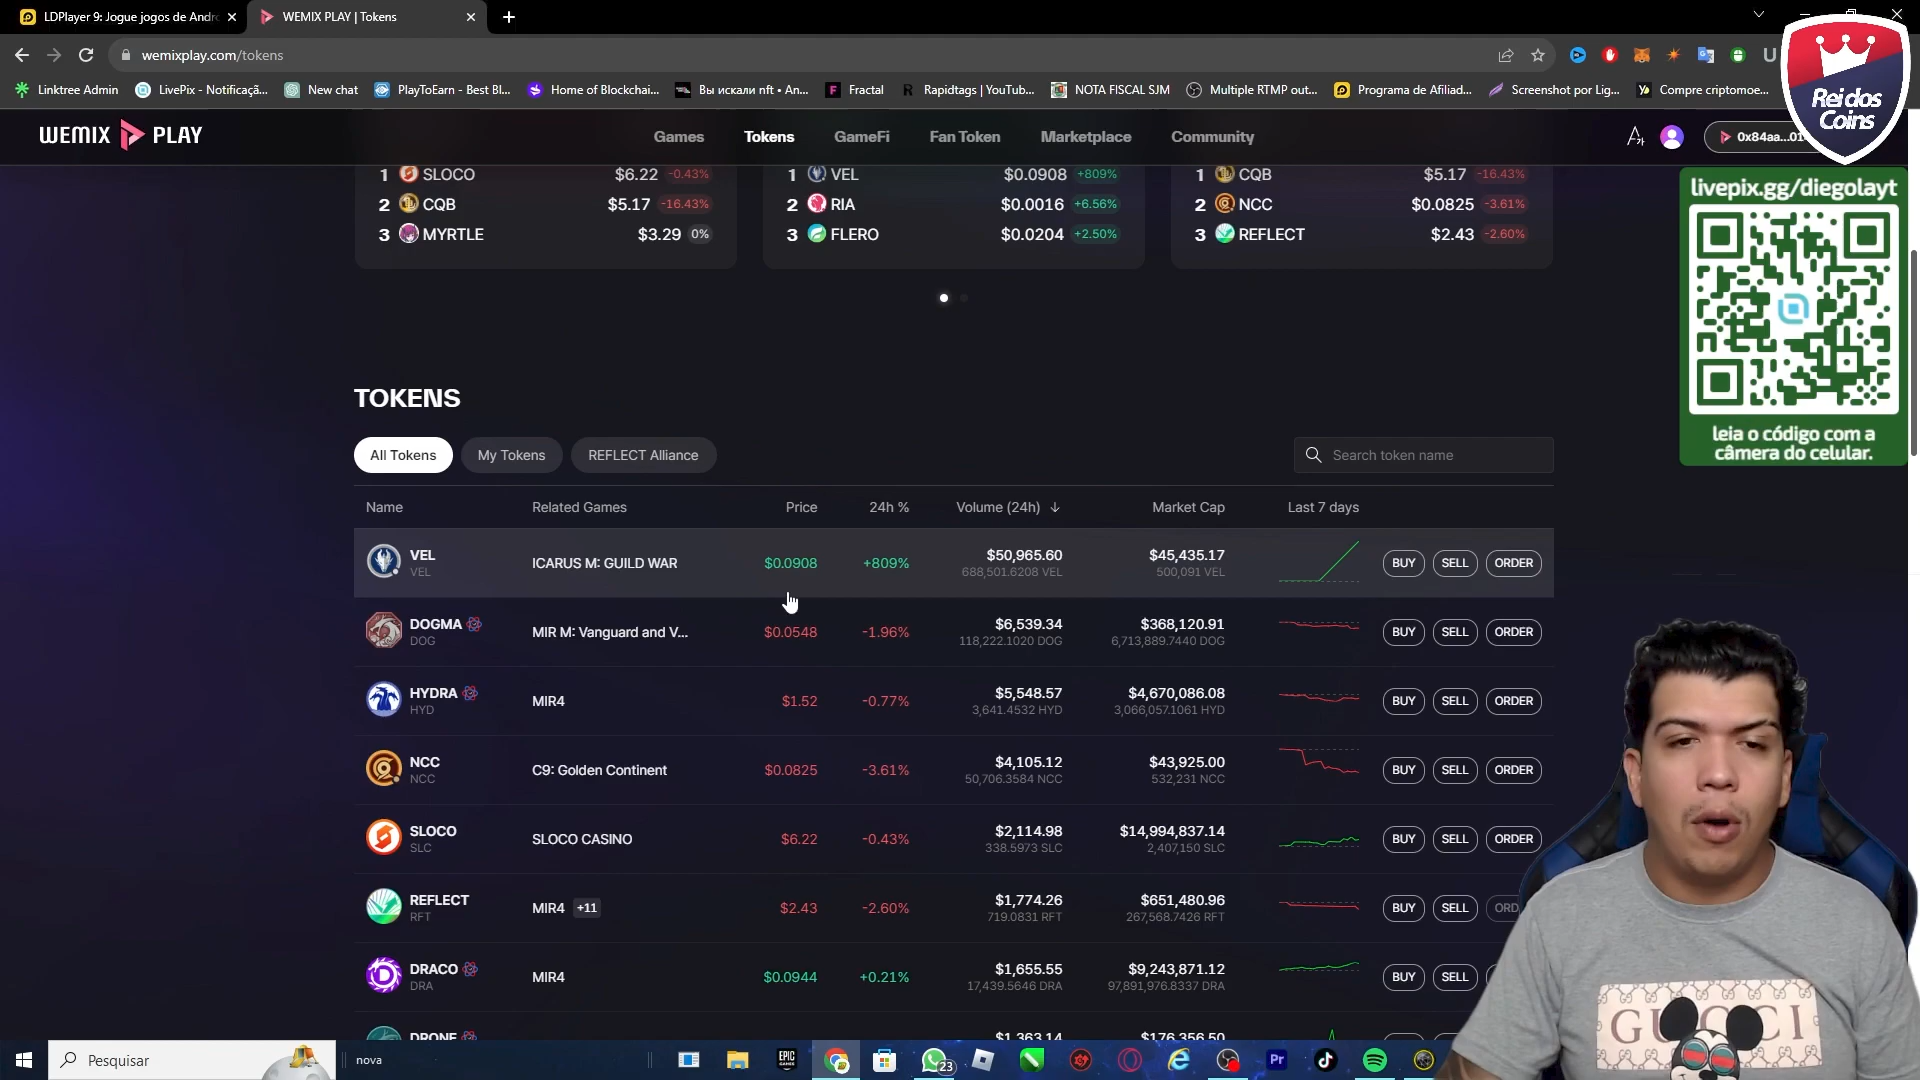 LDPlayer 9: Jogue jogos de Andr
WEMIX PLAY | Tokens
wemixplay.com/tokens
Linktree Admin
LivePix - Notificaçã...
New chat
PlayToEarn - Best Bl...
Home of Blockchai...
Вы искали nft • An...
Fractal
Rapidtags | YouTub...
NOTA FISCAL SJM
Multiple RTMP out...
Programa de Afiliad...
Screenshot por Lig...
Compre criptomoe...
Rei dos
Coins
WEMIX PLAY
Games
Tokens
GameFi
Fan Token
Marketplace
Community
0x84aa...01
1 SLOCO $6.22 -0.43%
2 CQB $5.17 -16.43%
3 MYRTLE $3.29 0%
1 VEL $0.0908 +809%
2 RIA $0.0016 +6.56%
3 FLERO $0.0204 +2.50%
1 CQB $5.17 -16.43%
2 NCC $0.0825 -3.61%
3 REFLECT $2.43 -2.60%
livepix.gg/diegolayt
leia o código com a
câmera do celular.
TOKENS
All Tokens
My Tokens
REFLECT Alliance
Search token name
Name Related Games Price 24h % Volume (24h) Market Cap Last 7 days
VEL ICARUS M: GUILD WAR $0.0908 +809% $50,965.60 $45,435.17 BUY SELL ORDER
VEL 688,501.6208 VEL 500,091 VEL
DOGMA MIR M: Vanguard and V... $0.0548 -1.96% $6,539.34 $368,120.91 BUY SELL ORDER
DOG 118,222.1020 DOG 6,713,889.7440 DOG
HYDRA MIR4 $1.52 -0.77% $5,548.57 $4,670,086.08 BUY SELL ORDER
HYD 3,641.4532 HYD 3,066,057.1061 HYD
NCC C9: Golden Continent $0.0825 -3.61% $4,105.12 $43,925.00 BUY SELL ORDER
NCC 50,706.3584 NCC 532,231 NCC
SLOCO SLOCO CASINO $6.22 -0.43% $2,114.98 $14,994,837.14 BUY SELL ORDER
SLC 338.5973 SLC 2,407,150 SLC
REFLECT MIR4 +11 $2.43 -2.60% $1,774.26 $651,480.96 BUY SELL ORD
RFT 719.0831 RFT 267,568.7426 RFT
DRACO MIR4 $0.0944 +0.21% $1,655.55 $9,243,871.12 BUY SELL
DRA 17,439.5646 DRA 97,891,976.8337 DRA
DRONE $1,363.14 $176,356.50
GUCCI
Pesquisar
nova
23
Pr